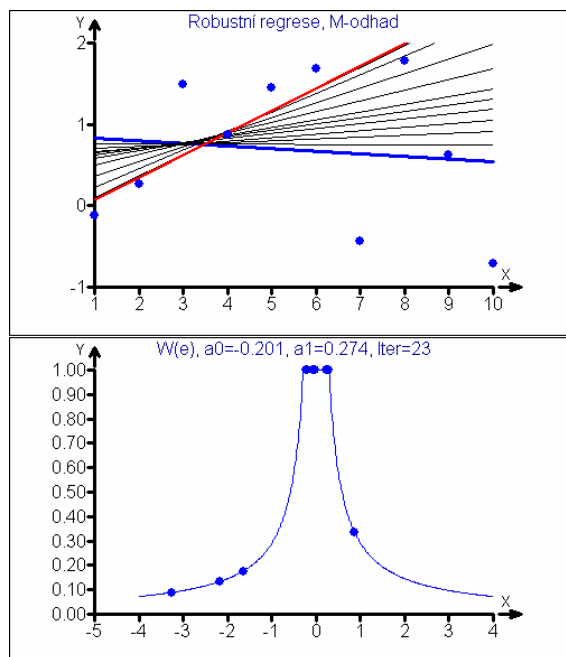 Y
Robustní regrese, M-odhad
2
1
0
-1
X
1 2 3 4 5 6 7 8 9 10
Y
W(e), a0=-0.201, a1=0.274, Iter=23
1.00
0.90
0.80
0.70
0.60
0.50
0.40
0.30
0.20
0.10
0.00
X
-5 -4 -3 -2 -1 0 1 2 3 4